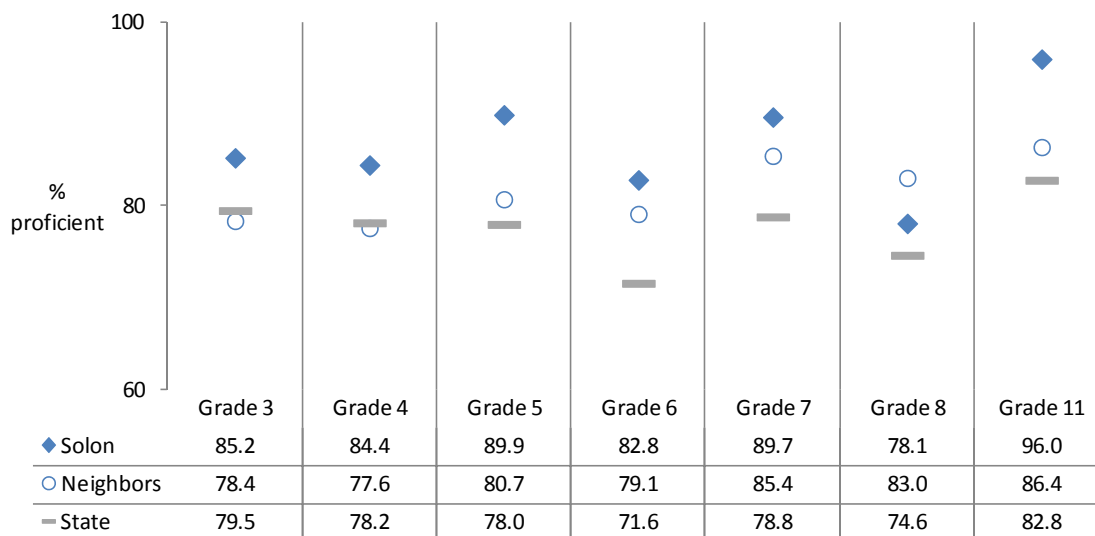 100
80
60
%
proficient
Grade 3 Grade 4 Grade 5 Grade 6 Grade 7 Grade 8 Grade 11
Solon 85.2 84.4 89.9 82.8 89.7 78.1 96.0
Neighbors 78.4 77.6 80.7 79.1 85.4 83.0 86.4
State 79.5 78.2 78.0 71.6 78.8 74.6 82.8